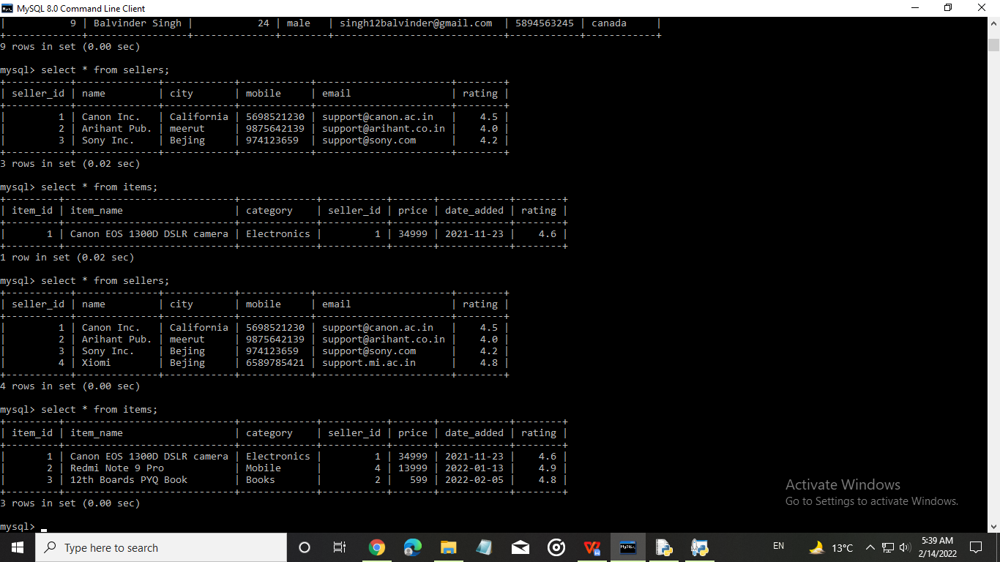 MySQL 8.0 Command Line Client
|          9 | Balvinder Singh |           24 | male   | singh12balvinder@gmail.com  | 5894563245 | canada     |
+-----------+-----------------+--------------+--------+-----------------------------+------------+------------+
9 rows in set (0.00 sec)
mysql> select * from sellers;
+-----------+--------------+------------+------------+-----------------------+--------+
| seller_id | name         | city       | mobile     | email                 | rating |
+-----------+--------------+------------+------------+-----------------------+--------+
|         1 | Canon Inc.   | California | 5698521230 | support@canon.ac.in   |    4.5 |
|         2 | Arihant Pub. | meerut     | 9875642139 | support@arihant.co.in |    4.0 |
|         3 | Sony Inc.    | Bejing     | 974123659  | support@sony.com      |    4.2 |
+-----------+--------------+------------+------------+-----------------------+--------+
3 rows in set (0.02 sec)
mysql> select * from items;
+---------+----------------------------+-------------+-----------+-------+------------+--------+
| item_id | item_name                  | category    | seller_id | price | date_added | rating |
+---------+----------------------------+-------------+-----------+-------+------------+--------+
|       1 | Canon EOS 1300D DSLR camera | Electronics |         1 | 34999 | 2021-11-23 |    4.6 |
+---------+----------------------------+-------------+-----------+-------+------------+--------+
1 row in set (0.02 sec)
mysql> select * from sellers;
+-----------+--------------+------------+------------+-----------------------+--------+
| seller_id | name         | city       | mobile     | email                 | rating |
+-----------+--------------+------------+------------+-----------------------+--------+
|         1 | Canon Inc.   | California | 5698521230 | support@canon.ac.in   |    4.5 |
|         2 | Arihant Pub. | meerut     | 9875642139 | support@arihant.co.in |    4.0 |
|         3 | Sony Inc.    | Bejing     | 974123659  | support@sony.com      |    4.2 |
|         4 | Xiomi        | Bejing     | 6589785421 | support.mi.ac.in      |    4.8 |
+-----------+--------------+------------+------------+-----------------------+--------+
4 rows in set (0.00 sec)
mysql> select * from items;
+---------+-----------------------------+-------------+-----------+-------+------------+--------+
| item_id | item_name                   | category    | seller_id | price | date_added | rating |
+---------+-----------------------------+-------------+-----------+-------+------------+--------+
|       1 | Canon EOS 1300D DSLR camera | Electronics |         1 | 34999 | 2021-11-23 |    4.6 |
|       2 | Redmi Note 9 Pro            | Mobile      |         4 | 13999 | 2022-01-13 |    4.9 |
|       3 | 12th Boards PYQ Book        | Books       |         2 |   599 | 2022-02-05 |    4.8 |
+---------+-----------------------------+-------------+-----------+-------+------------+--------+
3 rows in set (0.00 sec)
mysql>
Activate Windows
Go to Settings to activate Windows.
Type here to search
MySQL
EN
13°C
5:39 AM
2/14/2022